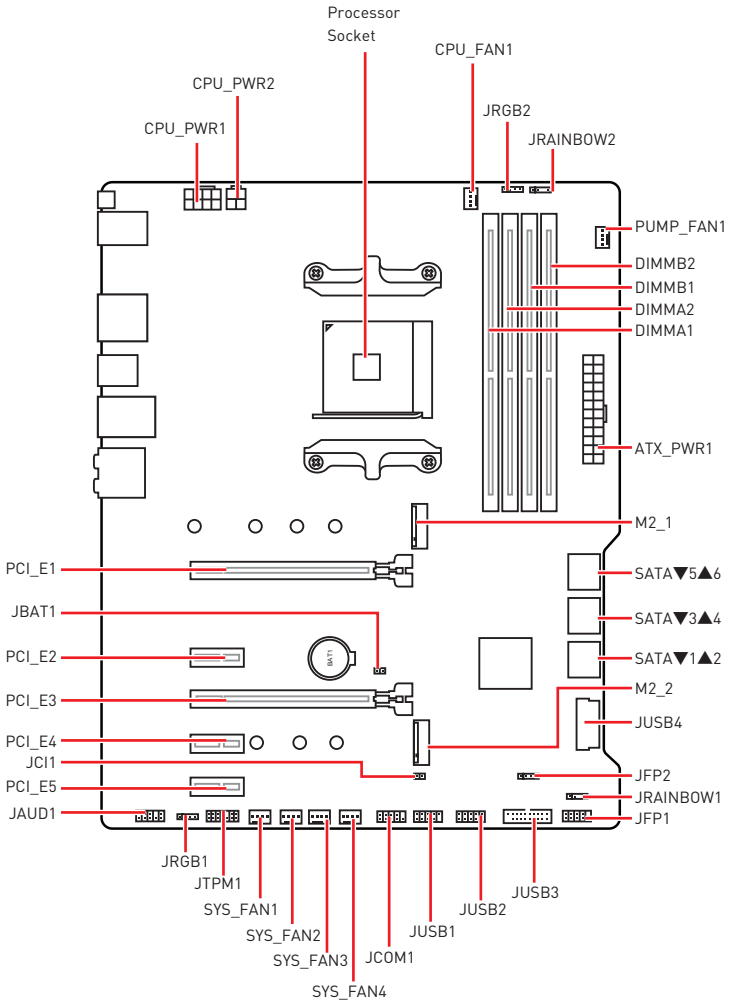 Processor
Socket
CPU_FAN1
CPU_PWR2
JRGB2
CPU_PWR1
JRAINBOW2
PUMP_FAN1
DIMMB2
DIMMB1
DIMMA2
DIMMA1
ATX_PWR1
M2_1
PCI_E1
SATA▼5▲6
JBAT1
SATA▼3▲4
PCI_E2
BAT1
SATA▼1▲2
M2_2
PCI_E3
JUSB4
PCI_E4
JCI1
JFP2
PCI_E5
JRAINBOW1
JAUD1
JFP1
JRGB1
JTPM1
JUSB3
SYS_FAN1
JUSB2
SYS_FAN2
JUSB1
SYS_FAN3
JCOM1
SYS_FAN4